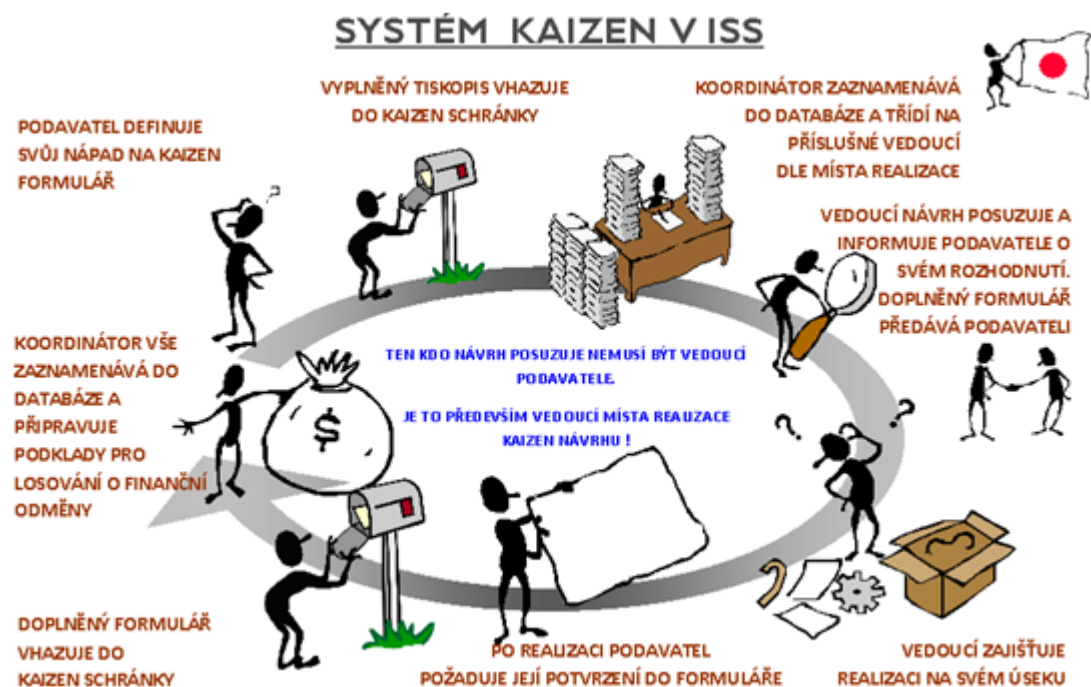 SYSTÉM KAIZEN V ISS
PODAVATEL DEFINUJE
SVŮJ NÁPAD NA KAIZEN
FORMULÁŘ
VYPLNĚNÝ TISKOPIS VHAZUJE
DO KAIZEN SCHRÁNKY
KOORDINÁTOR ZAZNAMENÁVÁ
DO DATABÁZE A TŘÍDÍ NA
PŘÍSLUŠNÉ VEDOUCÍ
DLE MÍSTA REALIZACE
VEDOUCÍ NÁVRH POSUZUJE A
INFORMUJE PODAVATELE O
SVÉM ROZHODNUTÍ.
DOPLNĚNÝ FORMULÁŘ
PŘEDÁVÁ PODAVATELI
TEN KDO NÁVRH POSUZUJE NEMUSÍ BÝT VEDOUCÍ
PODAVATELE.
JE TO PŘEDEVŠÍM VEDOUCÍ MÍSTA REALIZACE
KAIZEN NÁVRHU !
VEDOUCÍ ZAJIŠŤUJE
REALIZACI NA SVÉM ÚSEKU
PO REALIZACI PODAVATEL
POŽADUJE JEJÍ POTVRZENÍ DO FORMULÁŘE
DOPLNĚNÝ FORMULÁŘ
VHAZUJE DO
KAIZEN SCHRÁNKY
KOORDINÁTOR VŠE
ZAZNAMENÁVÁ DO
DATABÁZE A
PŘIPRAVUJE
PODKLADY PRO
LOSOVÁNÍ O FINANČNÍ
ODMĚNY
$